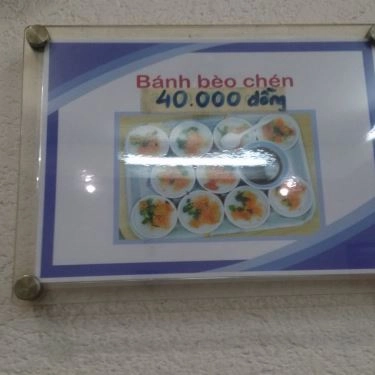 Bánh bèo chén
40.000 đồng